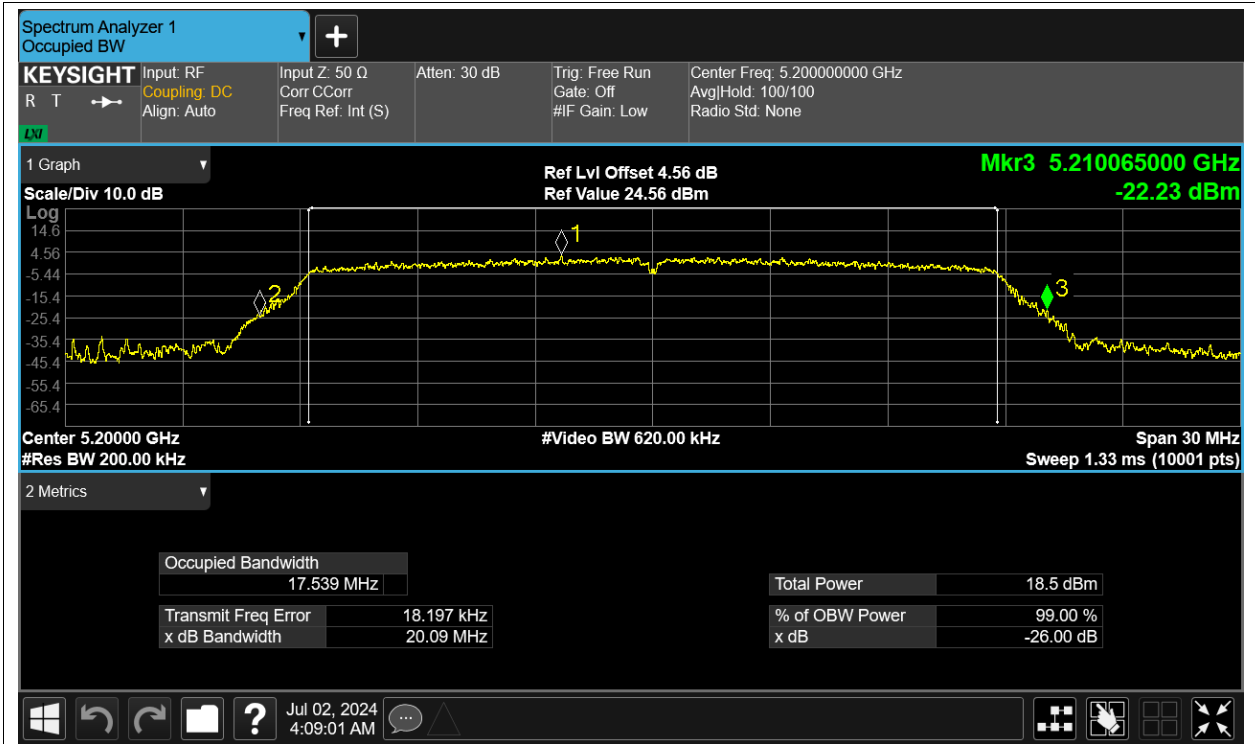 Spectrum Analyzer 1
Occupied BW
+
KEYSIGHT
R T
LXI
Input: RF
Coupling: DC
Align: Auto
Input Z: 50 Ω
Corr CCorr
Freq Ref: Int (S)
Atten: 30 dB
Trig: Free Run
Gate: Off
#IF Gain: Low
Center Freq: 5.200000000 GHz
Avg|Hold: 100/100
Radio Std: None
1 Graph
Scale/Div 10.0 dB
Ref Lvl Offset 4.56 dB
Ref Value 24.56 dBm
Mkr3 5.210065000 GHz
-22.23 dBm
Log
14.6
4.56
-5.44
-15.4
-25.4
-35.4
-45.4
-55.4
-65.4
1
2
3
Center 5.20000 GHz
#Res BW 200.00 kHz
#Video BW 620.00 kHz
Span 30 MHz
Sweep 1.33 ms (10001 pts)
2 Metrics
Occupied Bandwidth
17.539 MHz
Transmit Freq Error 18.197 kHz
x dB Bandwidth 20.09 MHz
Total Power 18.5 dBm
% of OBW Power 99.00 %
x dB -26.00 dB
?
Jul 02, 2024
4:09:01 AM